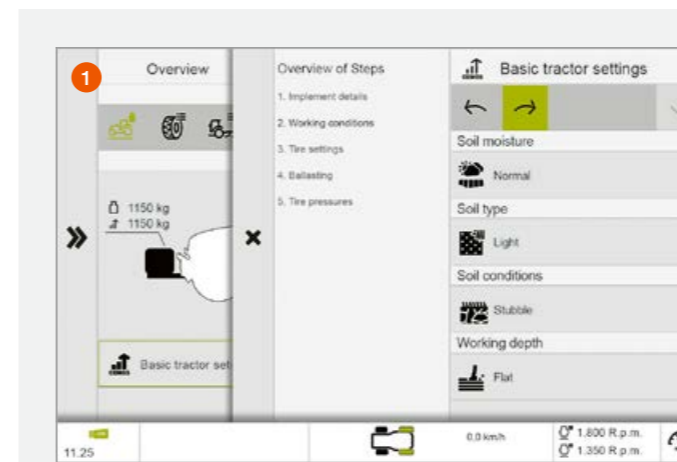 1
Overview
1150 kg
1150 kg
Basic tractor set
Overview of Steps
1. Implement details
2. Working conditions
3. Tire settings
4. Ballasting
5. Tire pressures
Basic tractor settings
Soil moisture
Normal
Soil type
Light
Soil conditions
Stubble
Working depth
Flat
11.25
0,0 km/h
1.800 R.p.m.
1.350 R.p.m.